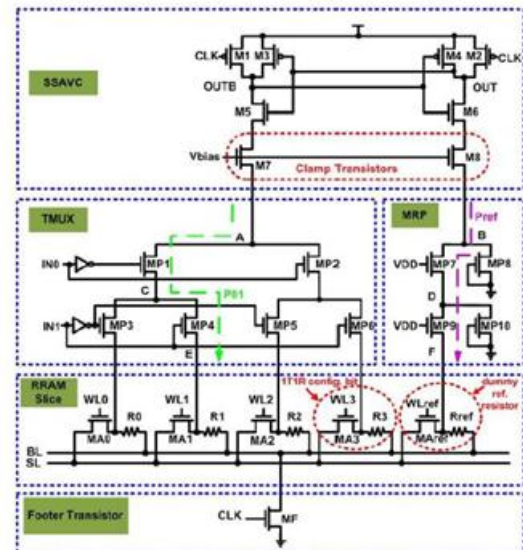 CLK M1 M3 M4 M2 CLK
SSAVC
OUTB OUT
M5 M6
Vbias M7 M8
Clamp Transistors
TMUX MRP
A Pref B
IN0 MP1 MP2 VDD MP7 MP8
C P01 D
IN1 MP3 MP4 MP5 MP6 VDD MP9 MP10
E F
RRAM Slice
1T1R config. bit
dummy ref. resistor
WL0 WL1 WL2 WL3 WLref
R0 R1 R2 R3 Rref
MA0 MA1 MA2 MA3 MAref
BL
SL
Footer Transistor
CLK MF